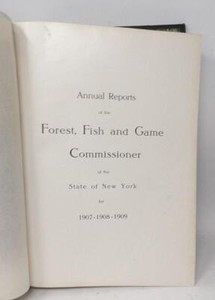 Annual Reports
of the
Forest, Fish and Game
Commissioner
of the
State of New York
for
1907-1908-1909